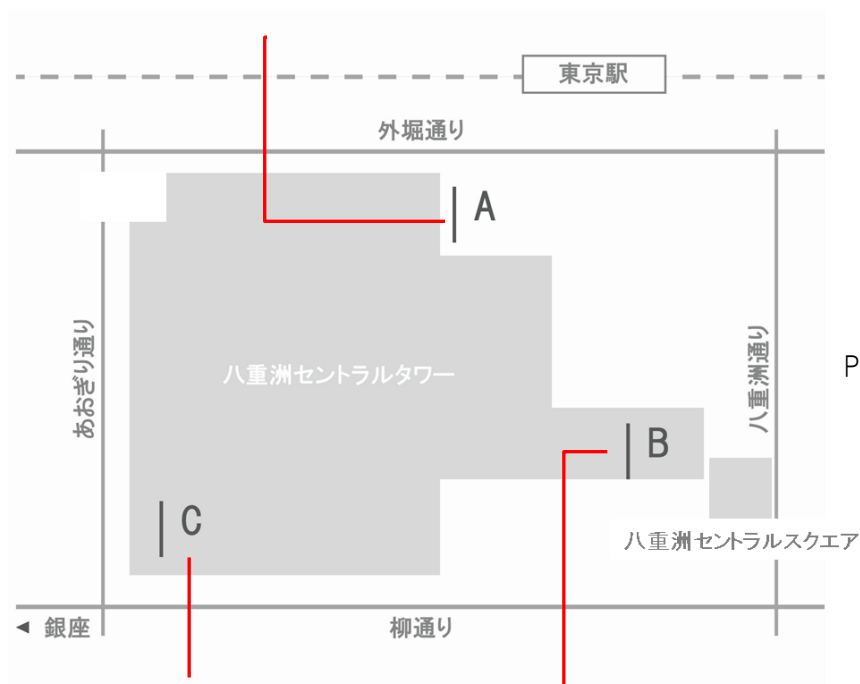 東京駅
外堀通り
A
あおぎり通り
八重洲セントラルタワー
八重洲通り
P
B
C
八重洲セントラルスクエア
◀ 銀座
柳通り